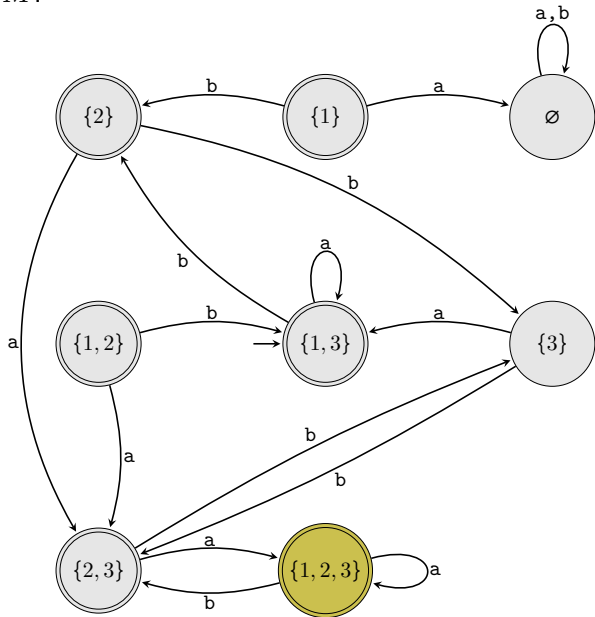 a,b
b
a
{2}
{1}
∅
b
b
a
{1, 2}
b
{1, 3}
a
{3}
a
a
b
b
{2, 3}
a
{1, 2, 3}
a
b